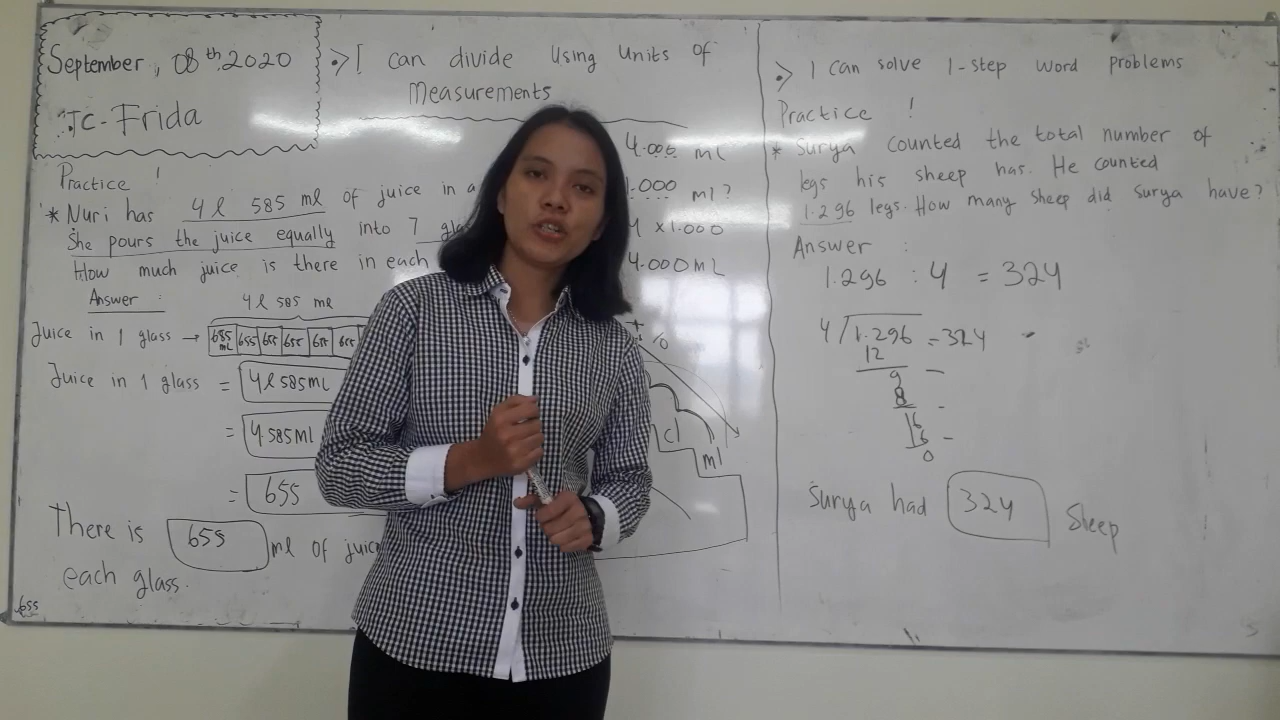 September, 08th, 2020
JC-Frida
I can divide using units of
Measurements
Practice !
* Nuri has 4 l 585 ml of juice in a
She pours the juice equally into 7
How much juice is there in each
Answer :
4 l 585 ml
Juice in 1 glass → 655 655 655 655
mL
Juice in 1 glass = 4 l 585 mL
= 4.585 mL
= 655
There is 655 ml of juice
each glass.
655
4.005 ml
1.000 ml?
4 x 1.000
4.000 mL
cl
ml
I can solve 1-step word problems
Practice !
* Surya counted the total number of
legs his sheep has. He counted
1.296 legs. How many sheep did Surya have?
Answer :
1.296 : 4 = 324
4 1.296 = 324
12
9 -
8
16 -
16 -
0
Surya had 324 Sleep